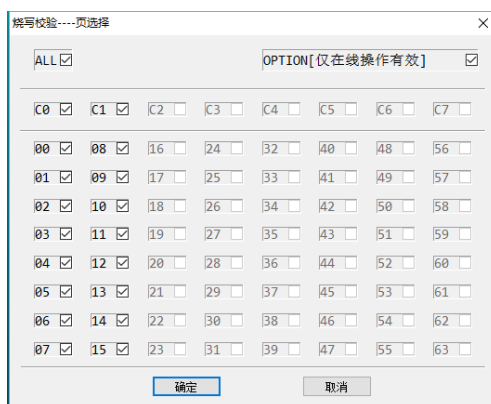 烧写校验----页选择
ALL OPTION[仅在线操作有效]
C0 C1 C2 C3 C4 C5 C6 C7
00 08 16 24 32 40 48 56
01 09 17 25 33 41 49 57
02 10 18 26 34 42 50 58
03 11 19 27 35 43 51 59
04 12 20 28 36 44 52 60
05 13 21 29 37 45 53 61
06 14 22 30 38 46 54 62
07 15 23 31 39 47 55 63
确定 取消